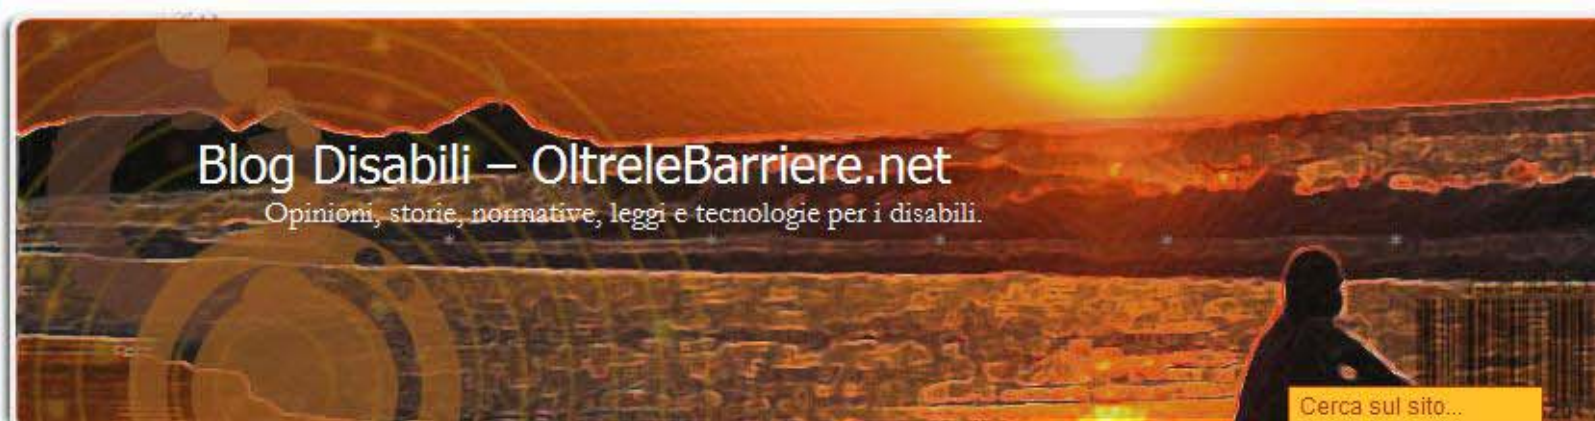 Blog Disabili – OltreleBarriere.net
Opinioni, storie, normative, leggi e tecnologie per i disabili.
Cerca sul sito...